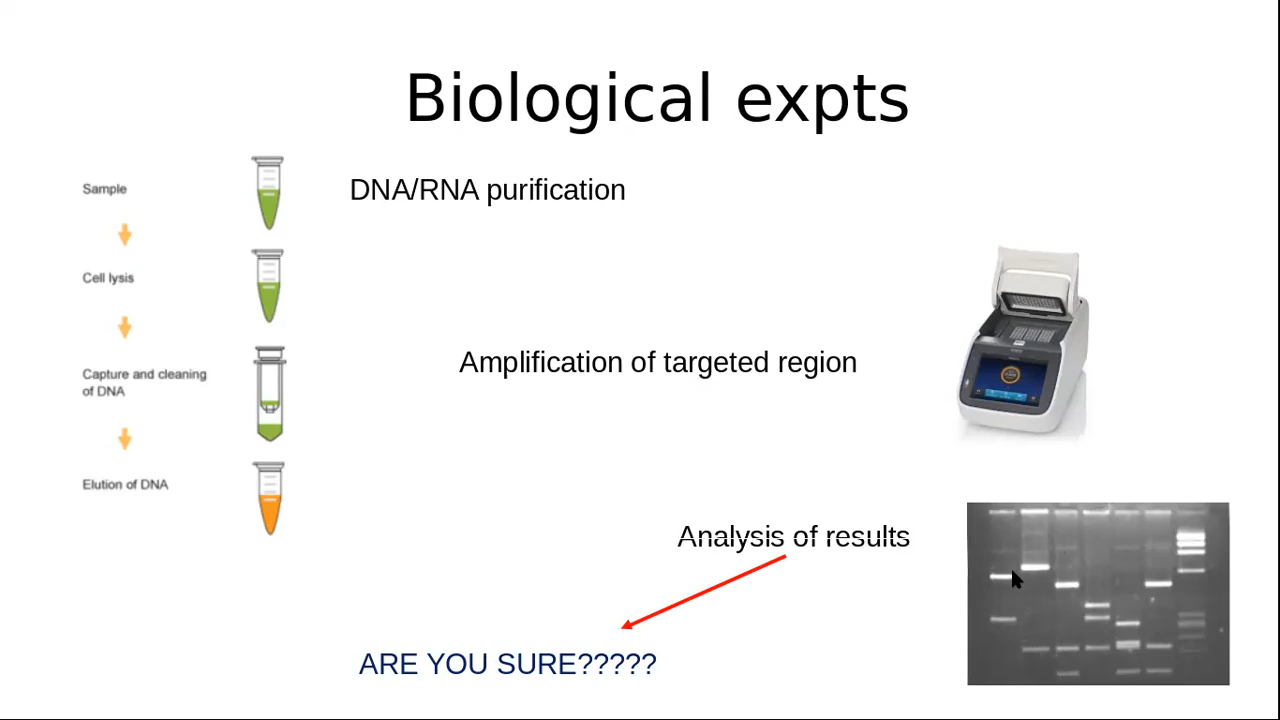 Biological expts
Sample
DNA/RNA purification
Cell lysis
Amplification of targeted region
Capture and cleaning
of DNA
Elution of DNA
Analysis of results
ARE YOU SURE?????